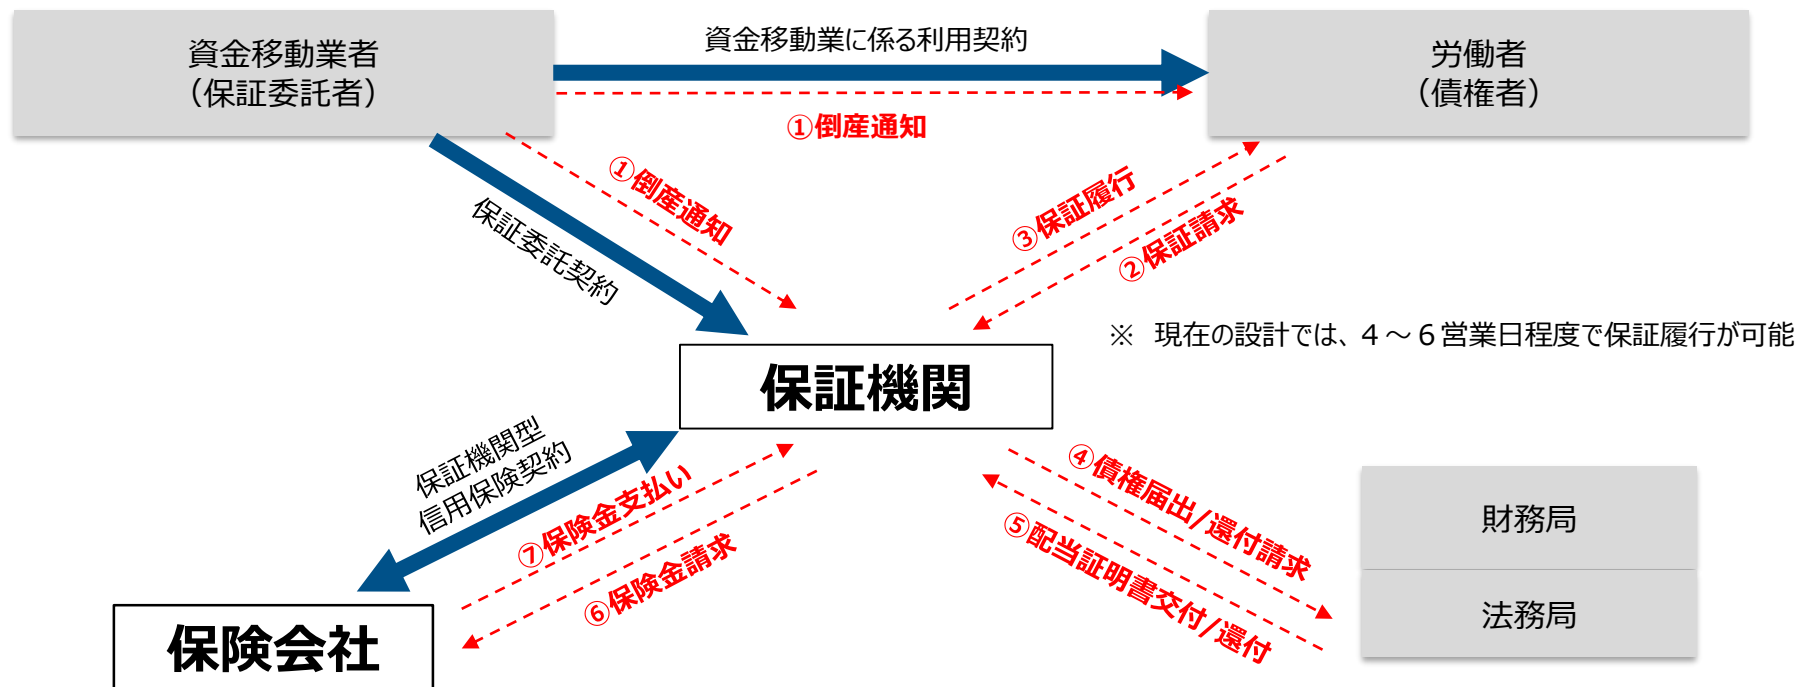 資金移動業者
（保証委託者）
資金移動業に係る利用契約
労働者
（債権者）
①倒産通知
①倒産通知
保証委託契約
③保証履行
②保証請求
※　現在の設計では、４～６営業日程度で保証履行が可能
保証機関
保証機関型
信用保険契約
⑦保険金支払い
⑥保険金請求
④債権届出/還付請求
⑤配当証明書交付/還付
財務局
法務局
保険会社